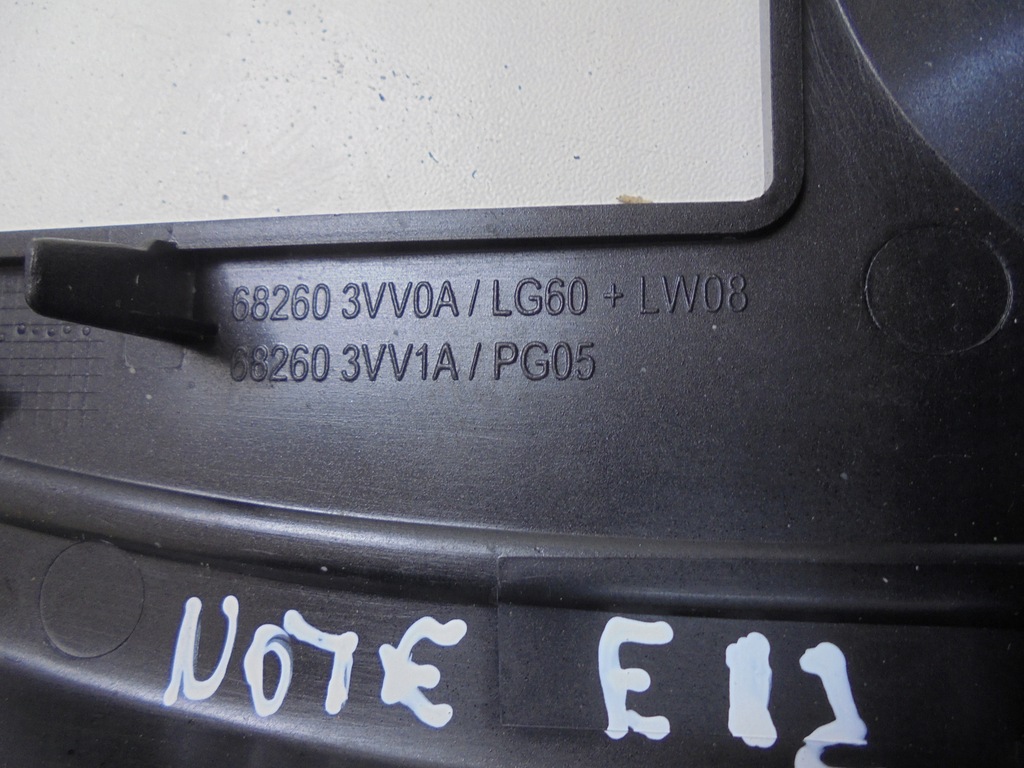 68260 3VV0A / LG60 + LW08
68260 3VV1A / PG05
NOTE E12